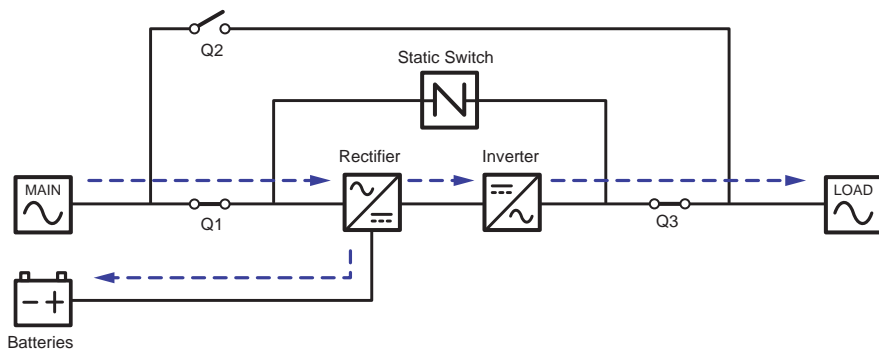 Q2
Static Switch
Rectifier
Inverter
MAIN
LOAD
Q1
Q3
Batteries